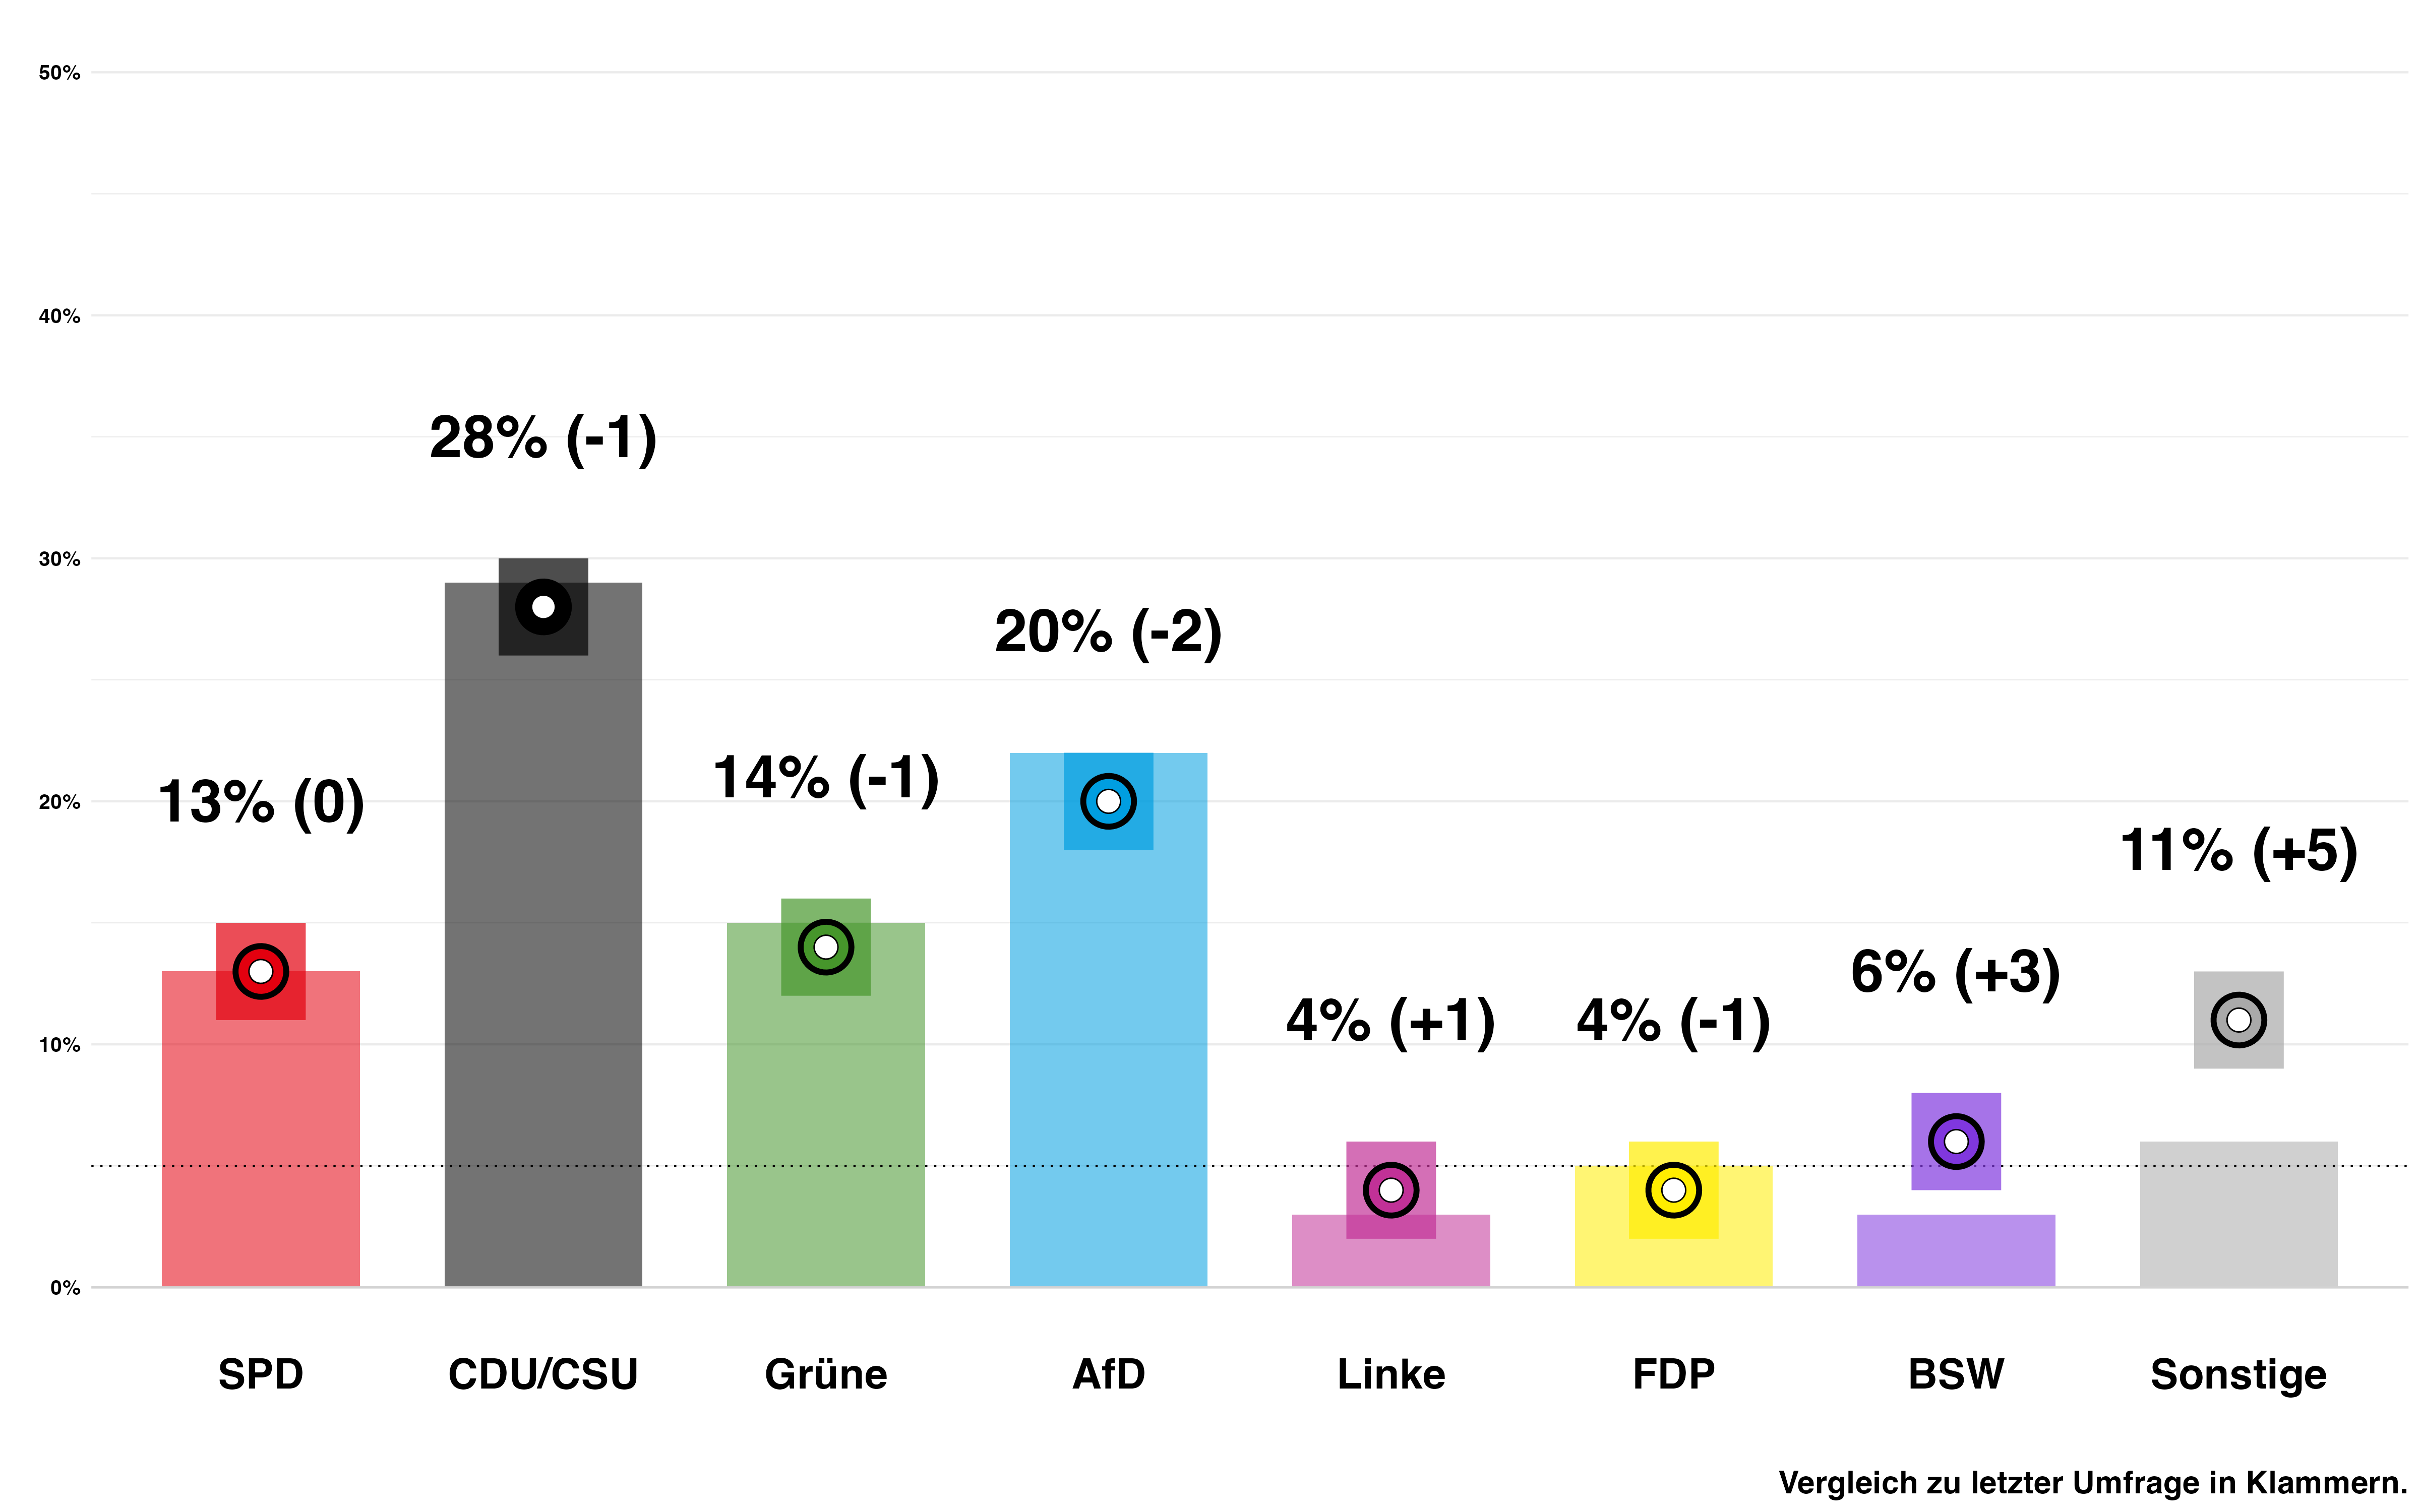 50%
40%
30%
20%
10%
0%
13% (0)
28% (-1)
14% (-1)
20% (-2)
4% (+1)
4% (-1)
6% (+3)
11% (+5)
SPD
CDU/CSU
Grüne
AfD
Linke
FDP
BSW
Sonstige
Vergleich zu letzter Umfrage in Klammern.